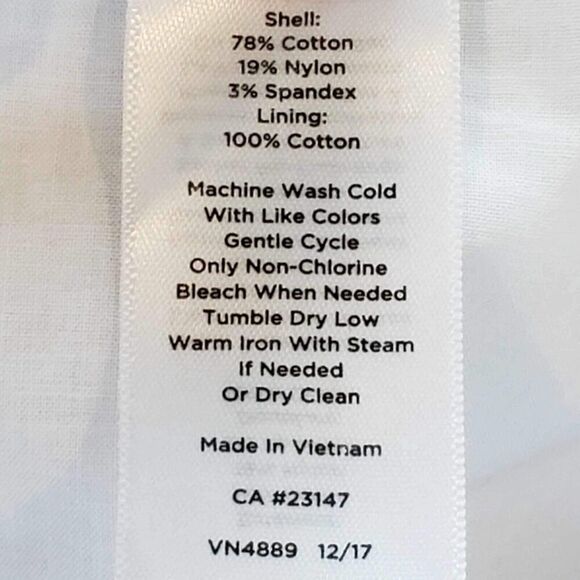 Shell:
78% Cotton
19% Nylon
3% Spandex
Lining:
100% Cotton
Machine Wash Cold
With Like Colors
Gentle Cycle
Only Non-Chlorine
Bleach When Needed
Tumble Dry Low
Warm Iron With Steam
If Needed
Or Dry Clean
Made In Vietnam
CA #23147
VN4889 12/17